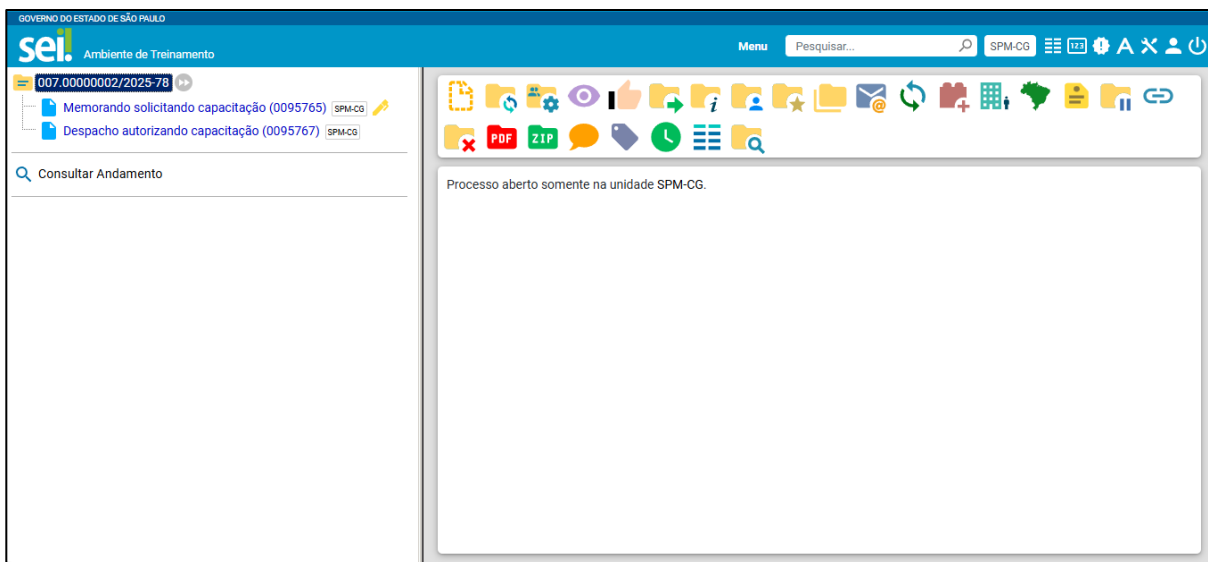 GOVERNO DO ESTADO DE SÃO PAULO
sei! Ambiente de Treinamento
Menu Pesquisar... SPM-CG 123
007.00000002/2025-78
Memorando solicitando capacitação (0095765) SPM-CG
Despacho autorizando capacitação (0095767) SPM-CG
Consultar Andamento
PDF ZIP
Processo aberto somente na unidade SPM-CG.